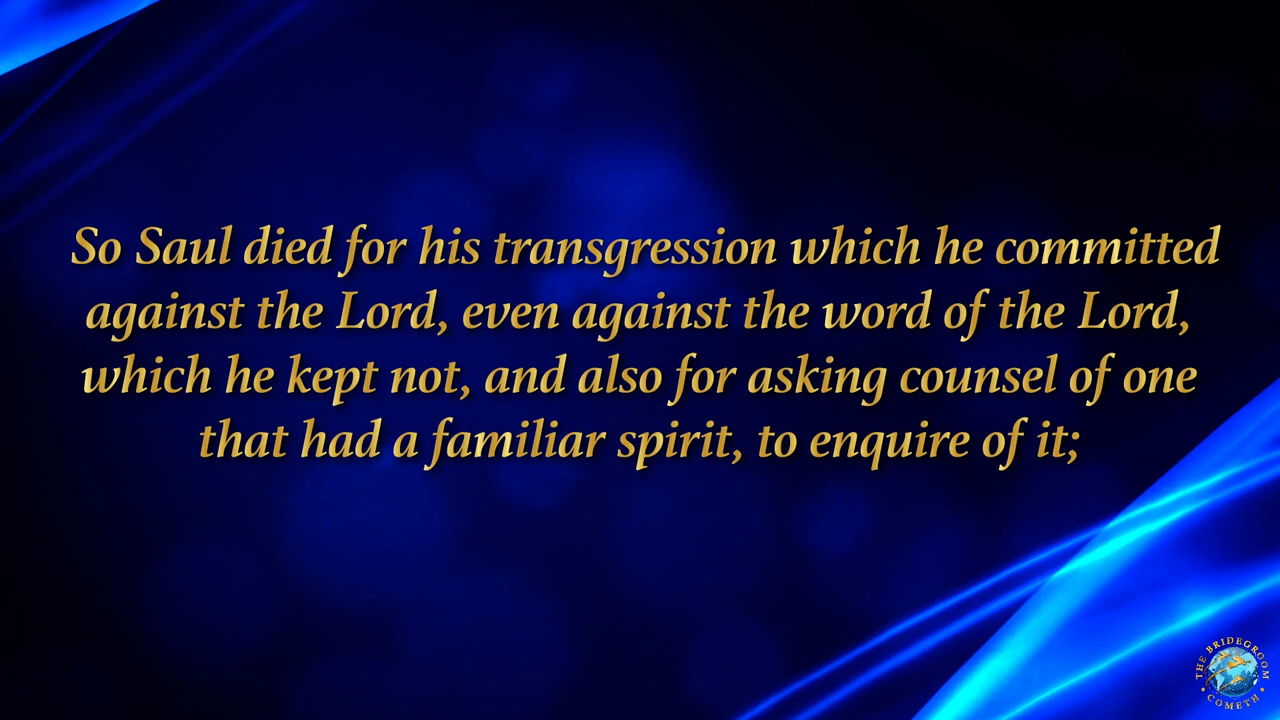 So Saul died for his transgression which he committed
against the Lord, even against the word of the Lord,
which he kept not, and also for asking counsel of one
that had a familiar spirit, to enquire of it;
THE BRIDEGROOM
COMETH